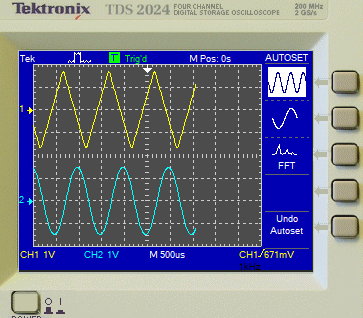 Tektronix TDS 2024 FOUR CHANNEL DIGITAL STORAGE OSCILLOSCOPE 200 MHz 2 GS/s
Tek T Trig'd M Pos: 0s AUTOSET
1
FFT
2
Undo
Autoset
CH1 1V CH2 1V M 500us CH1 671mV
POWER